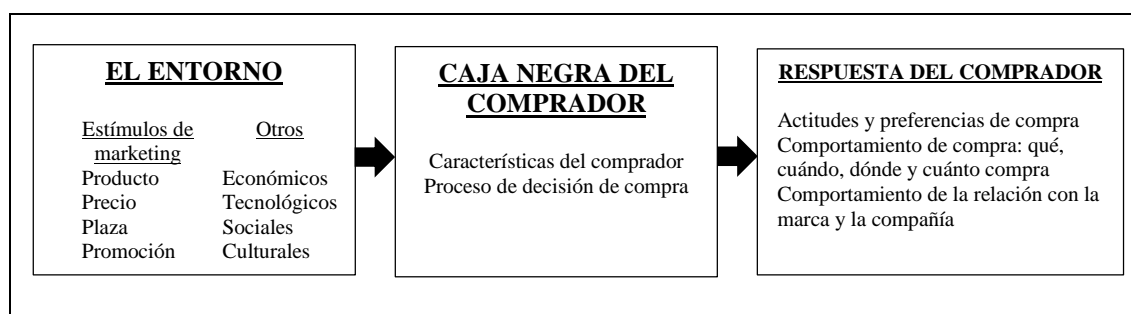 EL ENTORNO
Estímulos de marketing
Producto
Precio
Plaza
Promoción
Otros
Económicos
Tecnológicos
Sociales
Culturales
CAJA NEGRA DEL
COMPRADOR
Características del comprador
Proceso de decisión de compra
RESPUESTA DEL COMPRADOR
Actitudes y preferencias de compra
Comportamiento de compra: qué,
cuándo, dónde y cuánto compra
Comportamiento de la relación con la
marca y la compañía